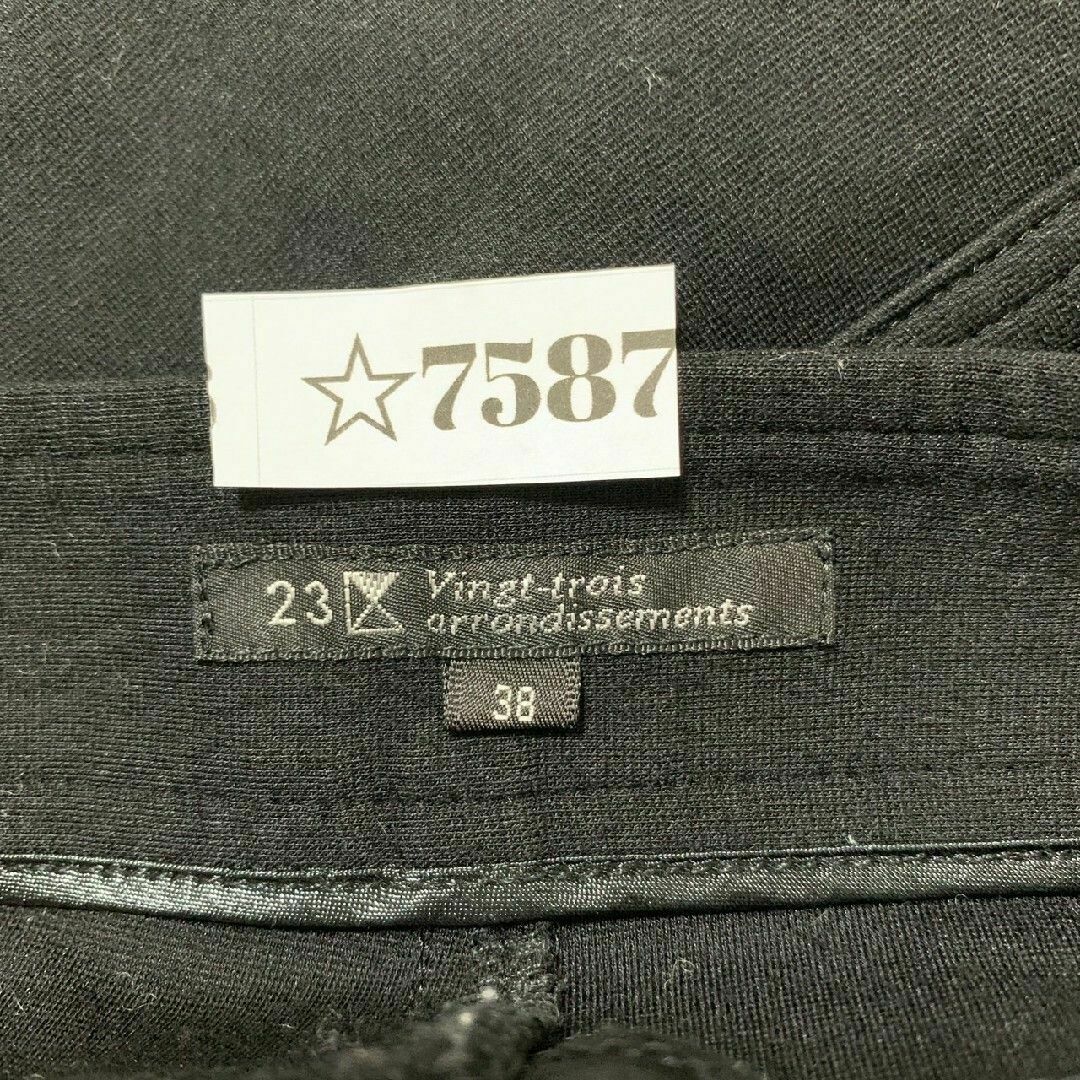 ☆7587
23 Vingt-trois
arrondissements
38